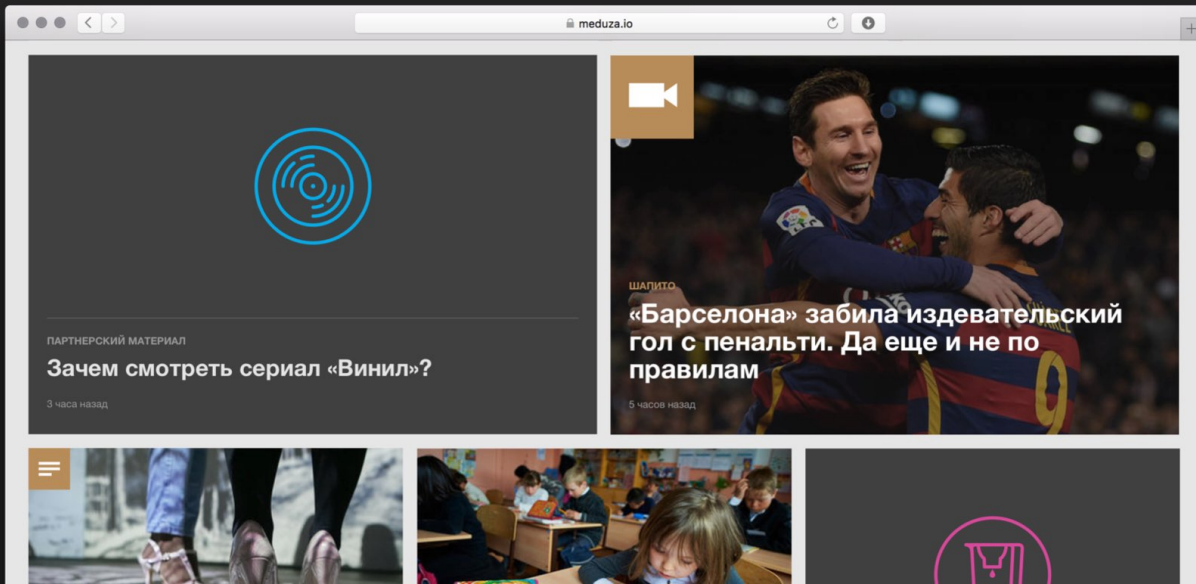 meduza.io
ПАРТНЕРСКИЙ МАТЕРИАЛ
Зачем смотреть сериал «Винил»?
3 часа назад
ШАПИТО
«Барселона» забила издевательский
гол с пенальти. Да еще и не по
правилам
5 часов назад
9